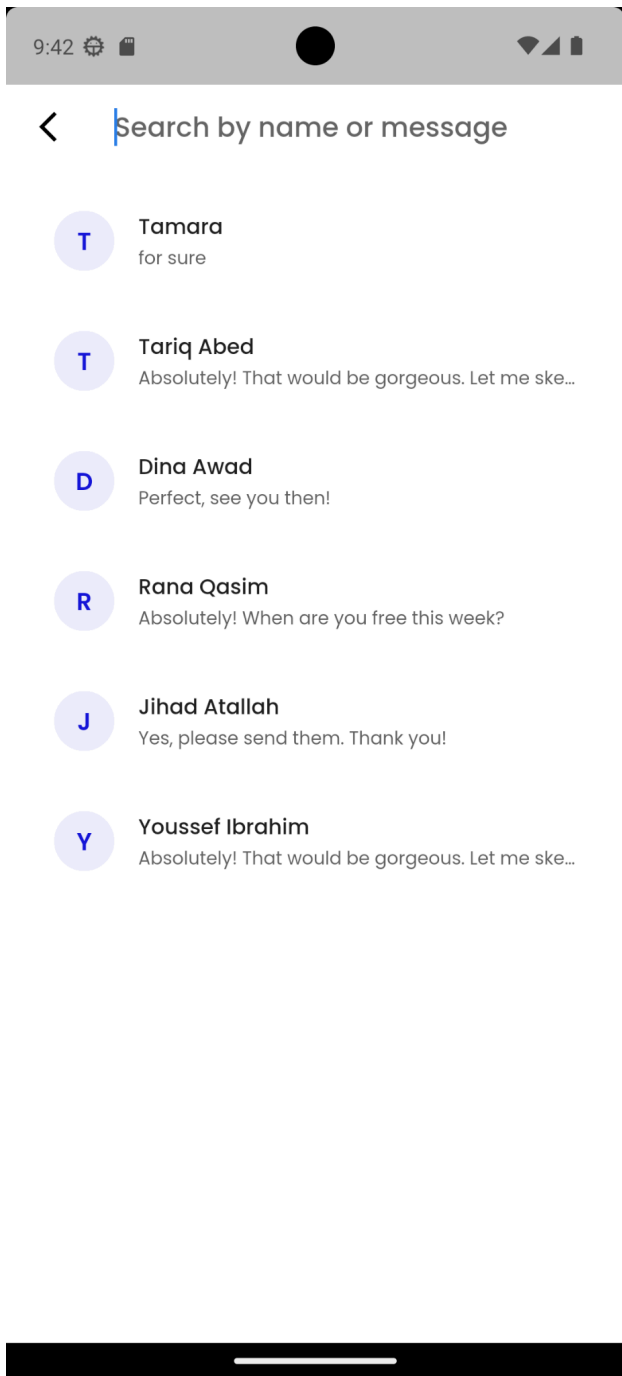 9:42
Search by name or message
T
Tamara
for sure
T
Tariq Abed
Absolutely! That would be gorgeous. Let me ske...
D
Dina Awad
Perfect, see you then!
R
Rana Qasim
Absolutely! When are you free this week?
J
Jihad Atallah
Yes, please send them. Thank you!
Y
Youssef Ibrahim
Absolutely! That would be gorgeous. Let me ske...